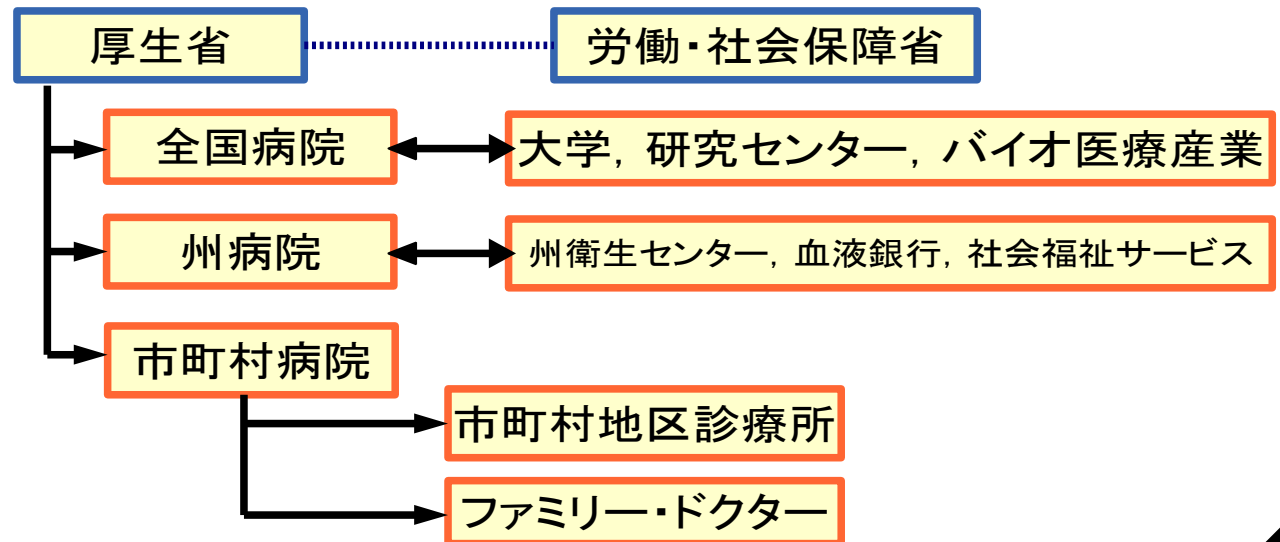 厚生省
労働・社会保障省
全国病院
大学, 研究センター, バイオ医療産業
州病院
州衛生センター, 血液銀行, 社会福祉サービス
市町村病院
市町村地区診療所
ファミリー・ドクター